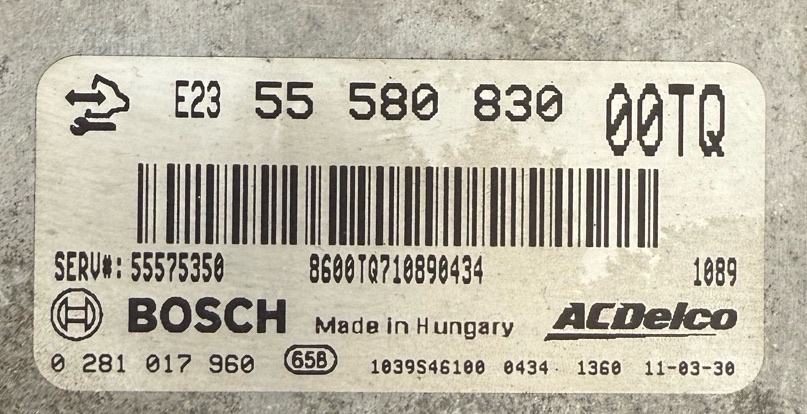 E23 55 580 830 00TQ
SERV#: 55575350 8600TQ710890434 1089
BOSCH Made in Hungary ACDelco
0 281 017 960 65B 1039S46100 0434 1360 11-03-30